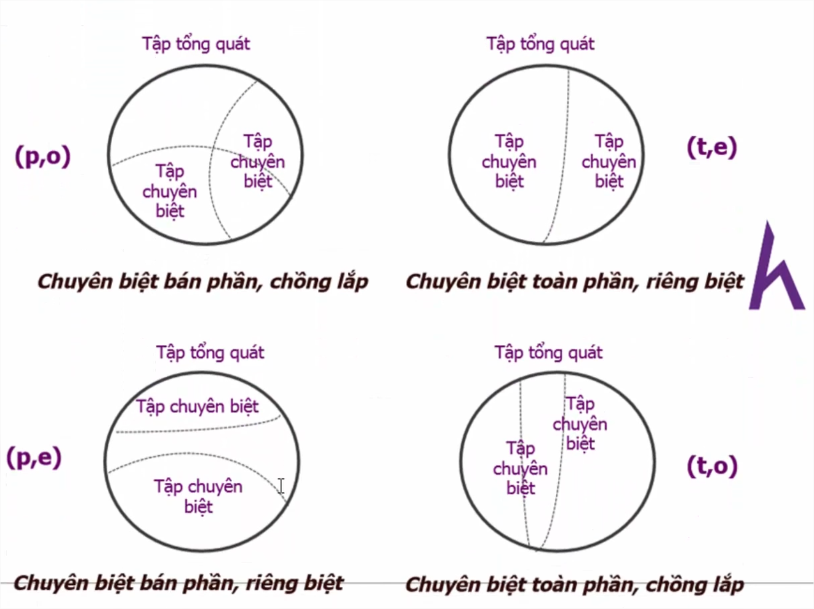 Tập tổng quát
(p,o)
Tập
chuyên
biệt
Tập
chuyên
biệt
Chuyên biệt bán phần, chồng lắp
Tập tổng quát
Tập
chuyên
biệt
Tập
chuyên
biệt
(t,e)
Chuyên biệt toàn phần, riêng biệt
Tập tổng quát
(p,e)
Tập chuyên biệt
Tập chuyên
biệt
Chuyên biệt bán phần, riêng biệt
Tập tổng quát
Tập
chuyên
biệt
Tập
chuyên
biệt
(t,o)
Chuyên biệt toàn phần, chồng lắp